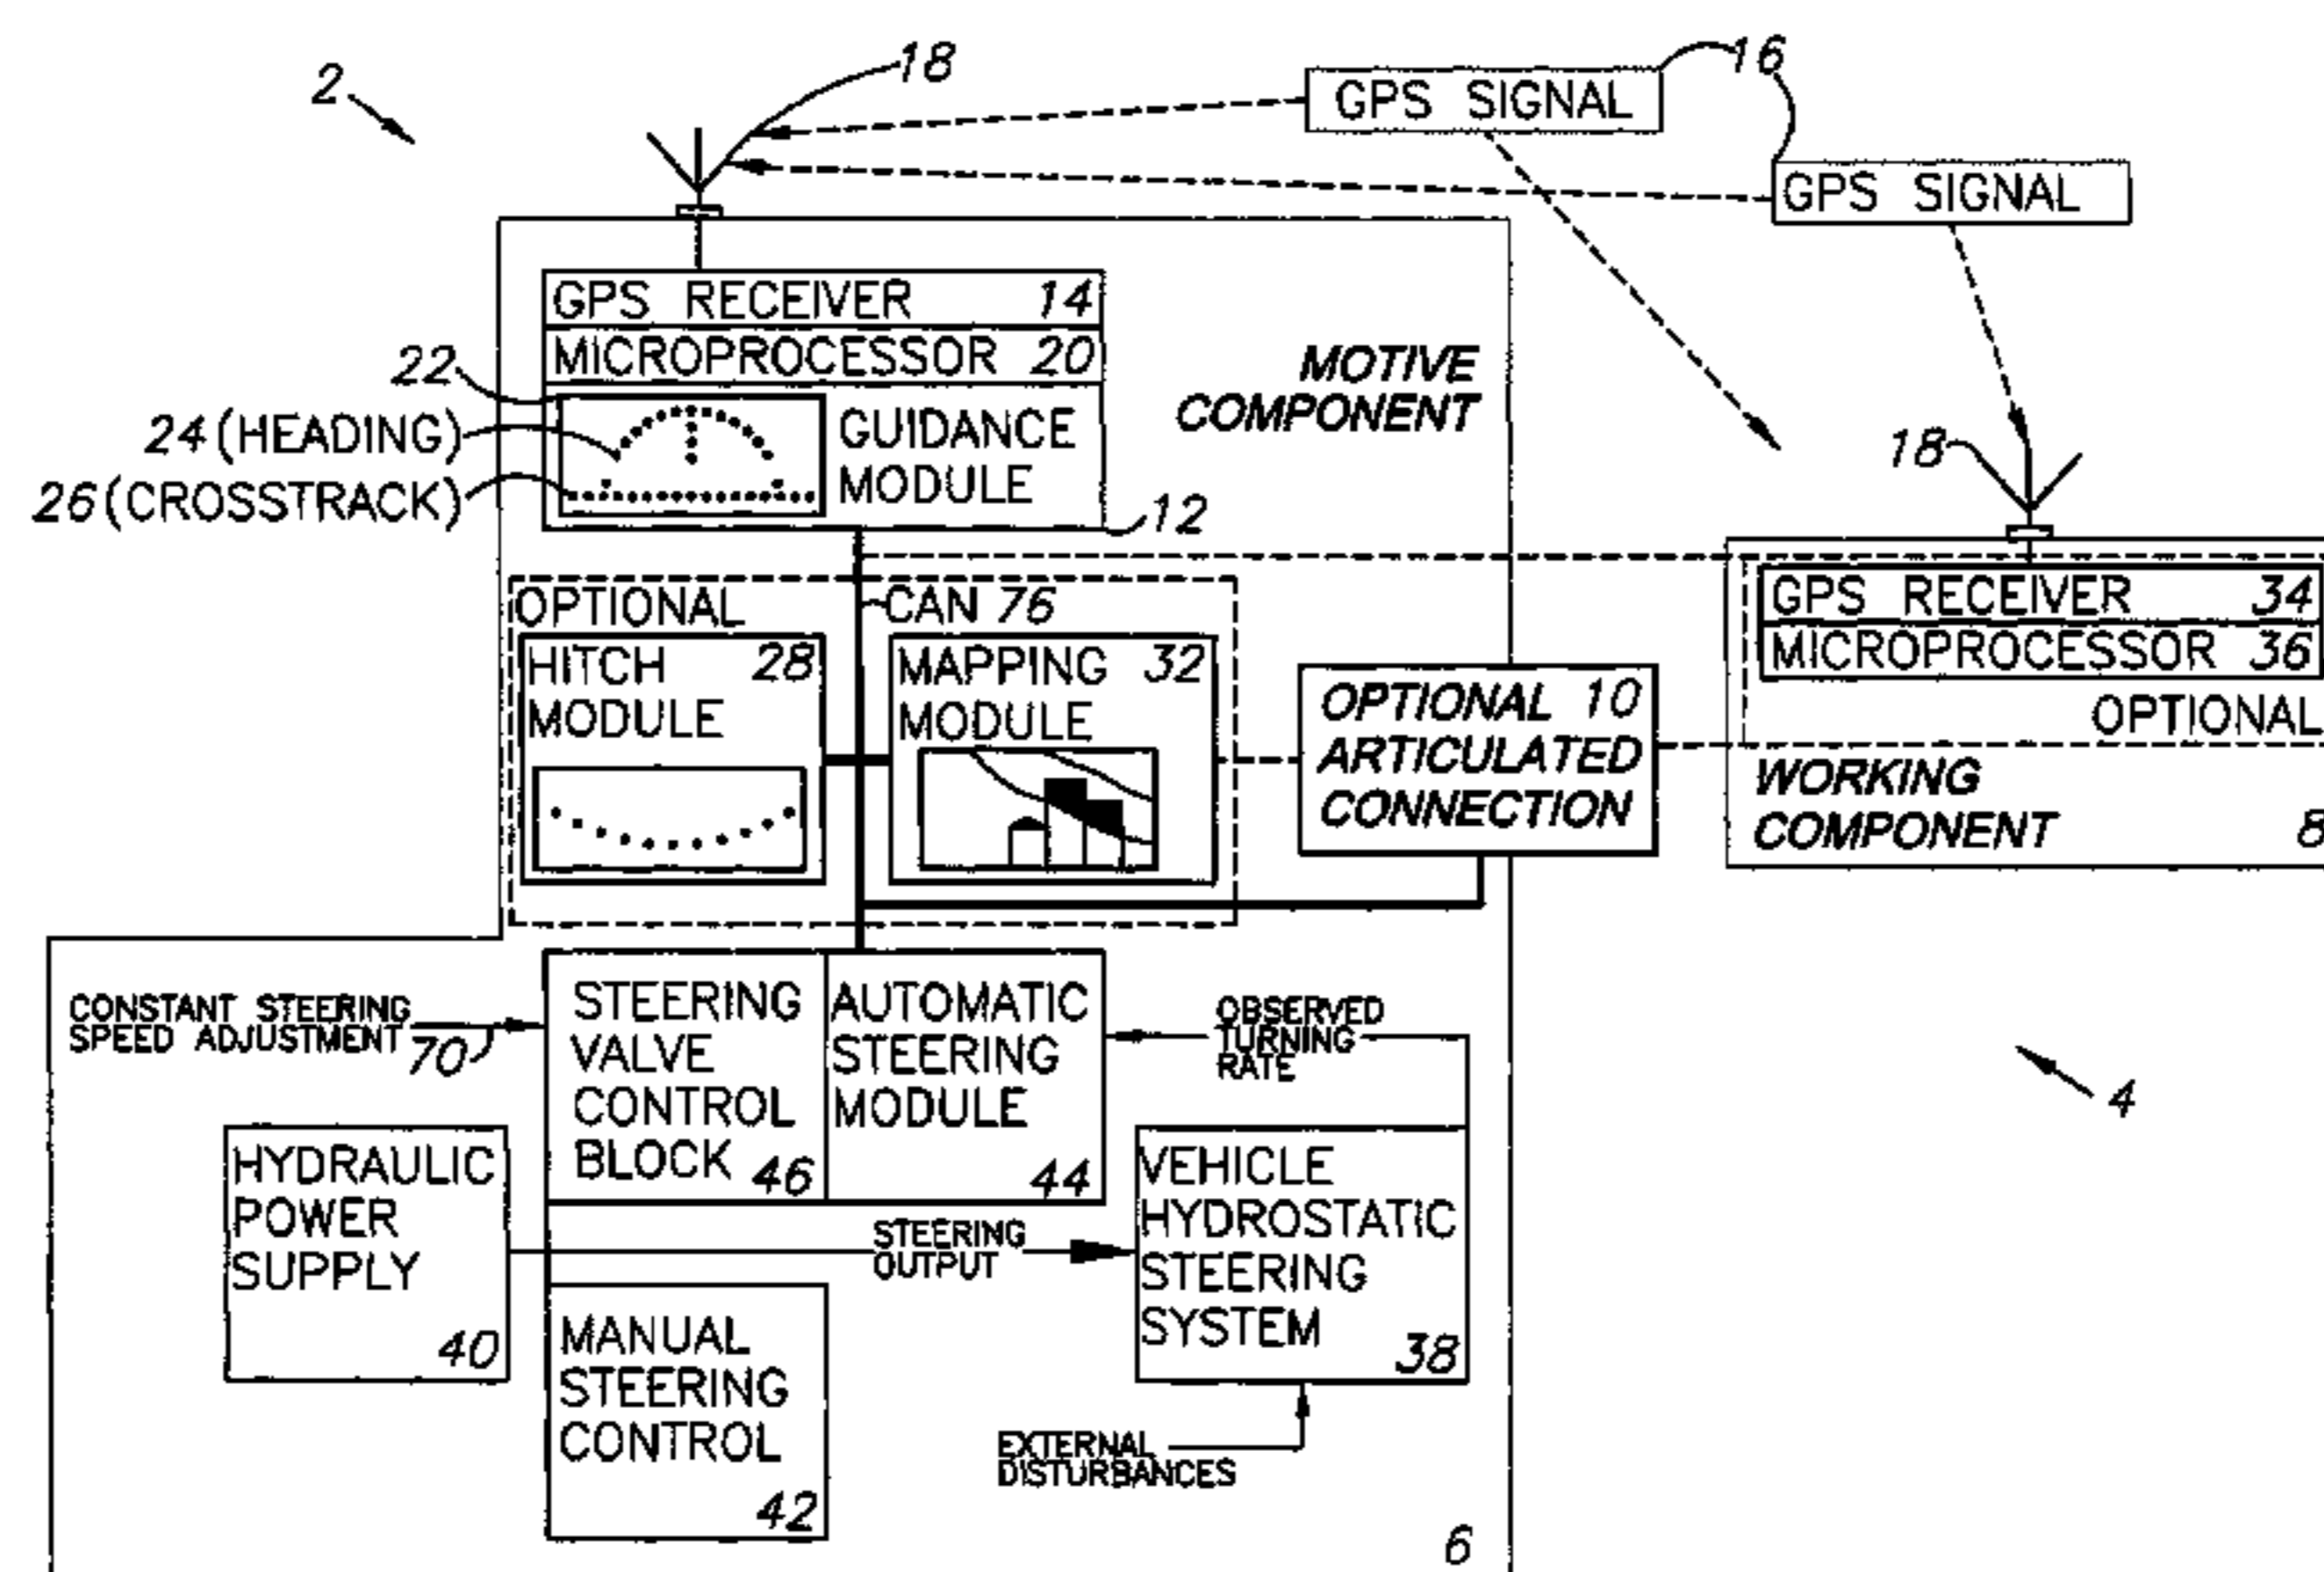 2
18
16
GPS SIGNAL
GPS SIGNAL
GPS RECEIVER 14
MICROPROCESSOR 20
22
24 (HEADING)
26 (CROSSTRACK)
GUIDANCE
MODULE
12
MOTIVE
COMPONENT
18
OPTIONAL
CAN 76
HITCH 28
MODULE
MAPPING 32
MODULE
OPTIONAL 10
ARTICULATED
CONNECTION
GPS RECEIVER 34
MICROPROCESSOR 36
OPTIONAL
WORKING
COMPONENT 8
CONSTANT STEERING
SPEED ADJUSTMENT
70
STEERING
VALVE
CONTROL
BLOCK 46
AUTOMATIC
STEERING
MODULE
44
OBSERVED
TURNING
RATE
4
HYDRAULIC
POWER
SUPPLY
40
STEERING
OUTPUT
VEHICLE
HYDROSTATIC
STEERING
SYSTEM
38
MANUAL
STEERING
CONTROL
42
EXTERNAL
DISTURBANCES
6